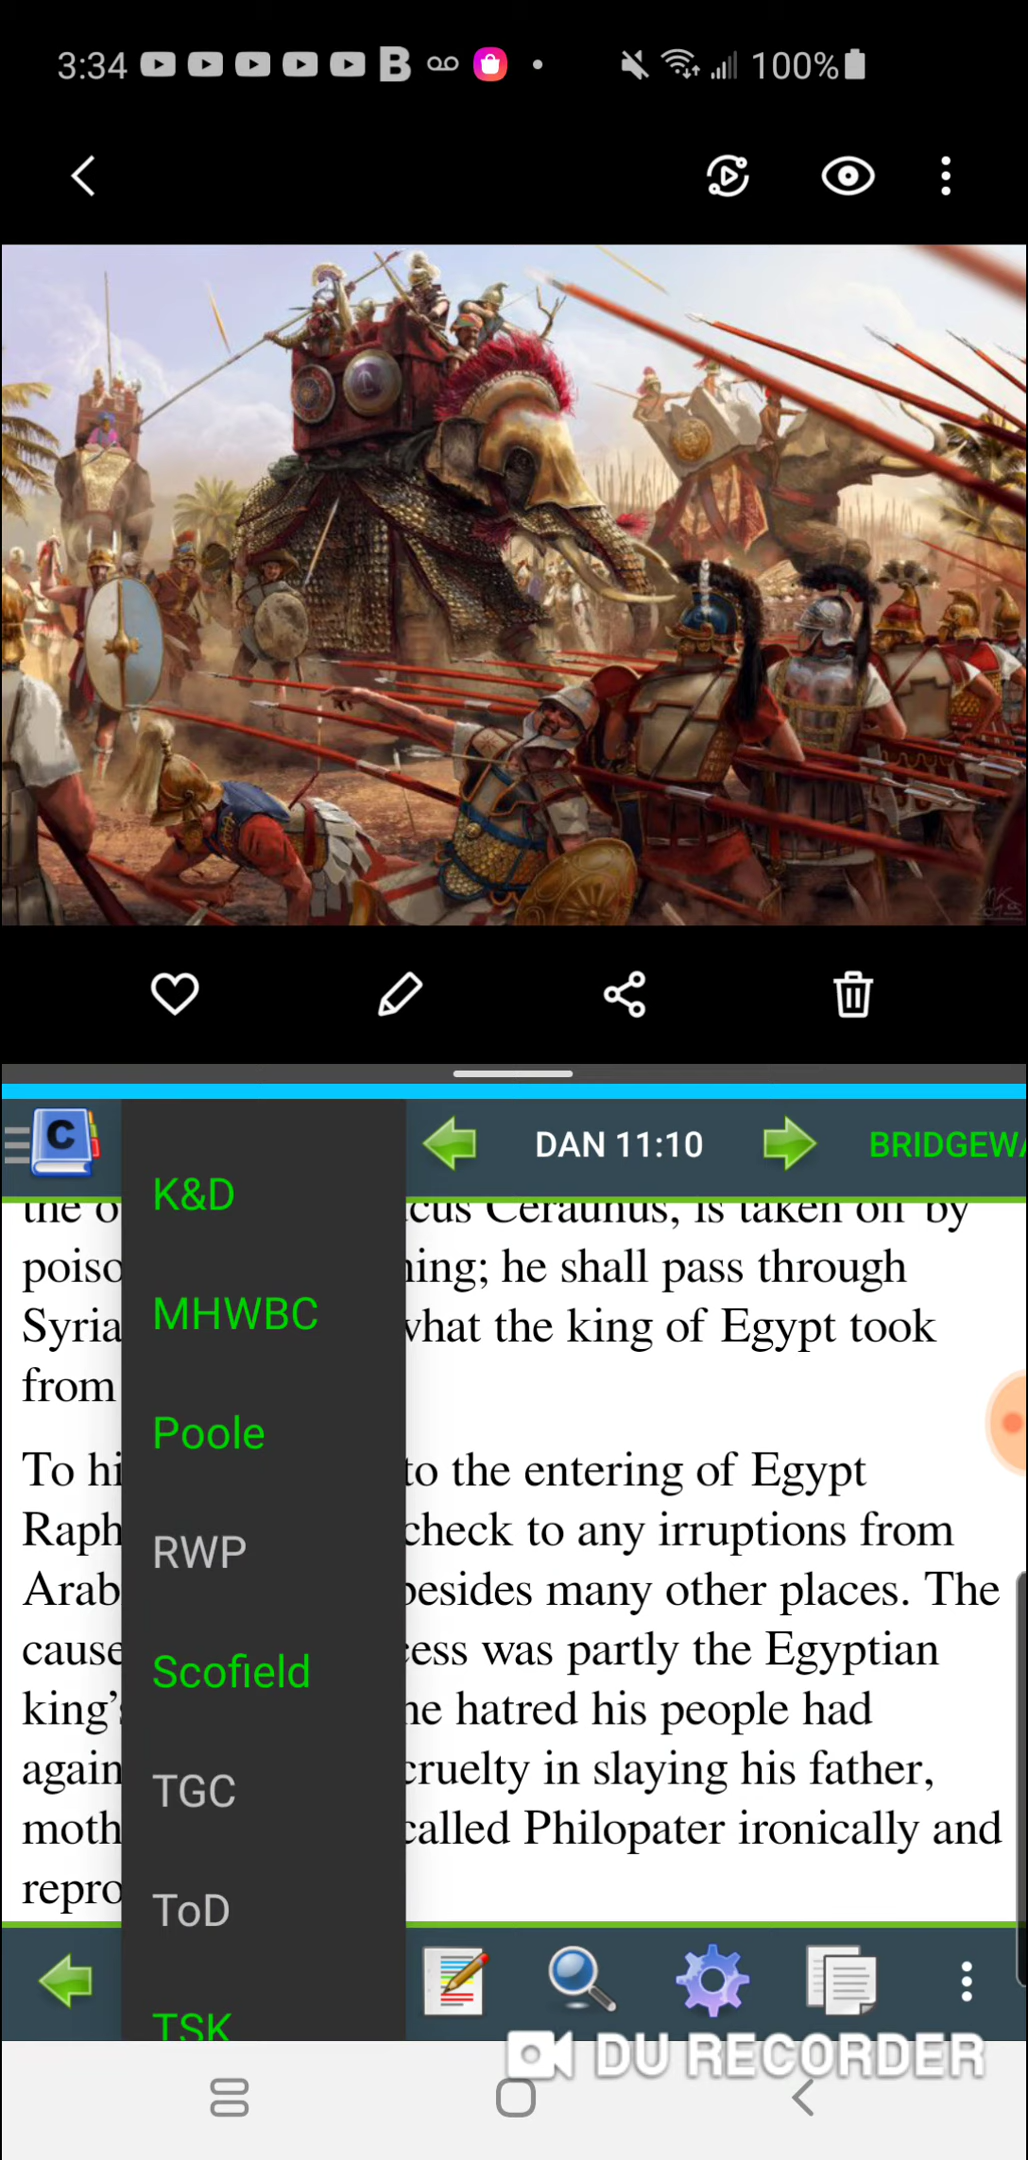 3:34 B 100%
C DAN 11:10 BRIDGEWA
K&D
MHWBC
Poole
RWP
Scofield
TGC
ToD
TSK
the o cus Ceraunus, is taken off by
poiso ning; he shall pass through
Syria what the king of Egypt took
from
To hi to the entering of Egypt
Raph check to any irruptions from
Arab besides many other places. The
cause cess was partly the Egyptian
king's he hatred his people had
again cruelty in slaying his father,
moth called Philopater ironically and
repro
DU RECORDER